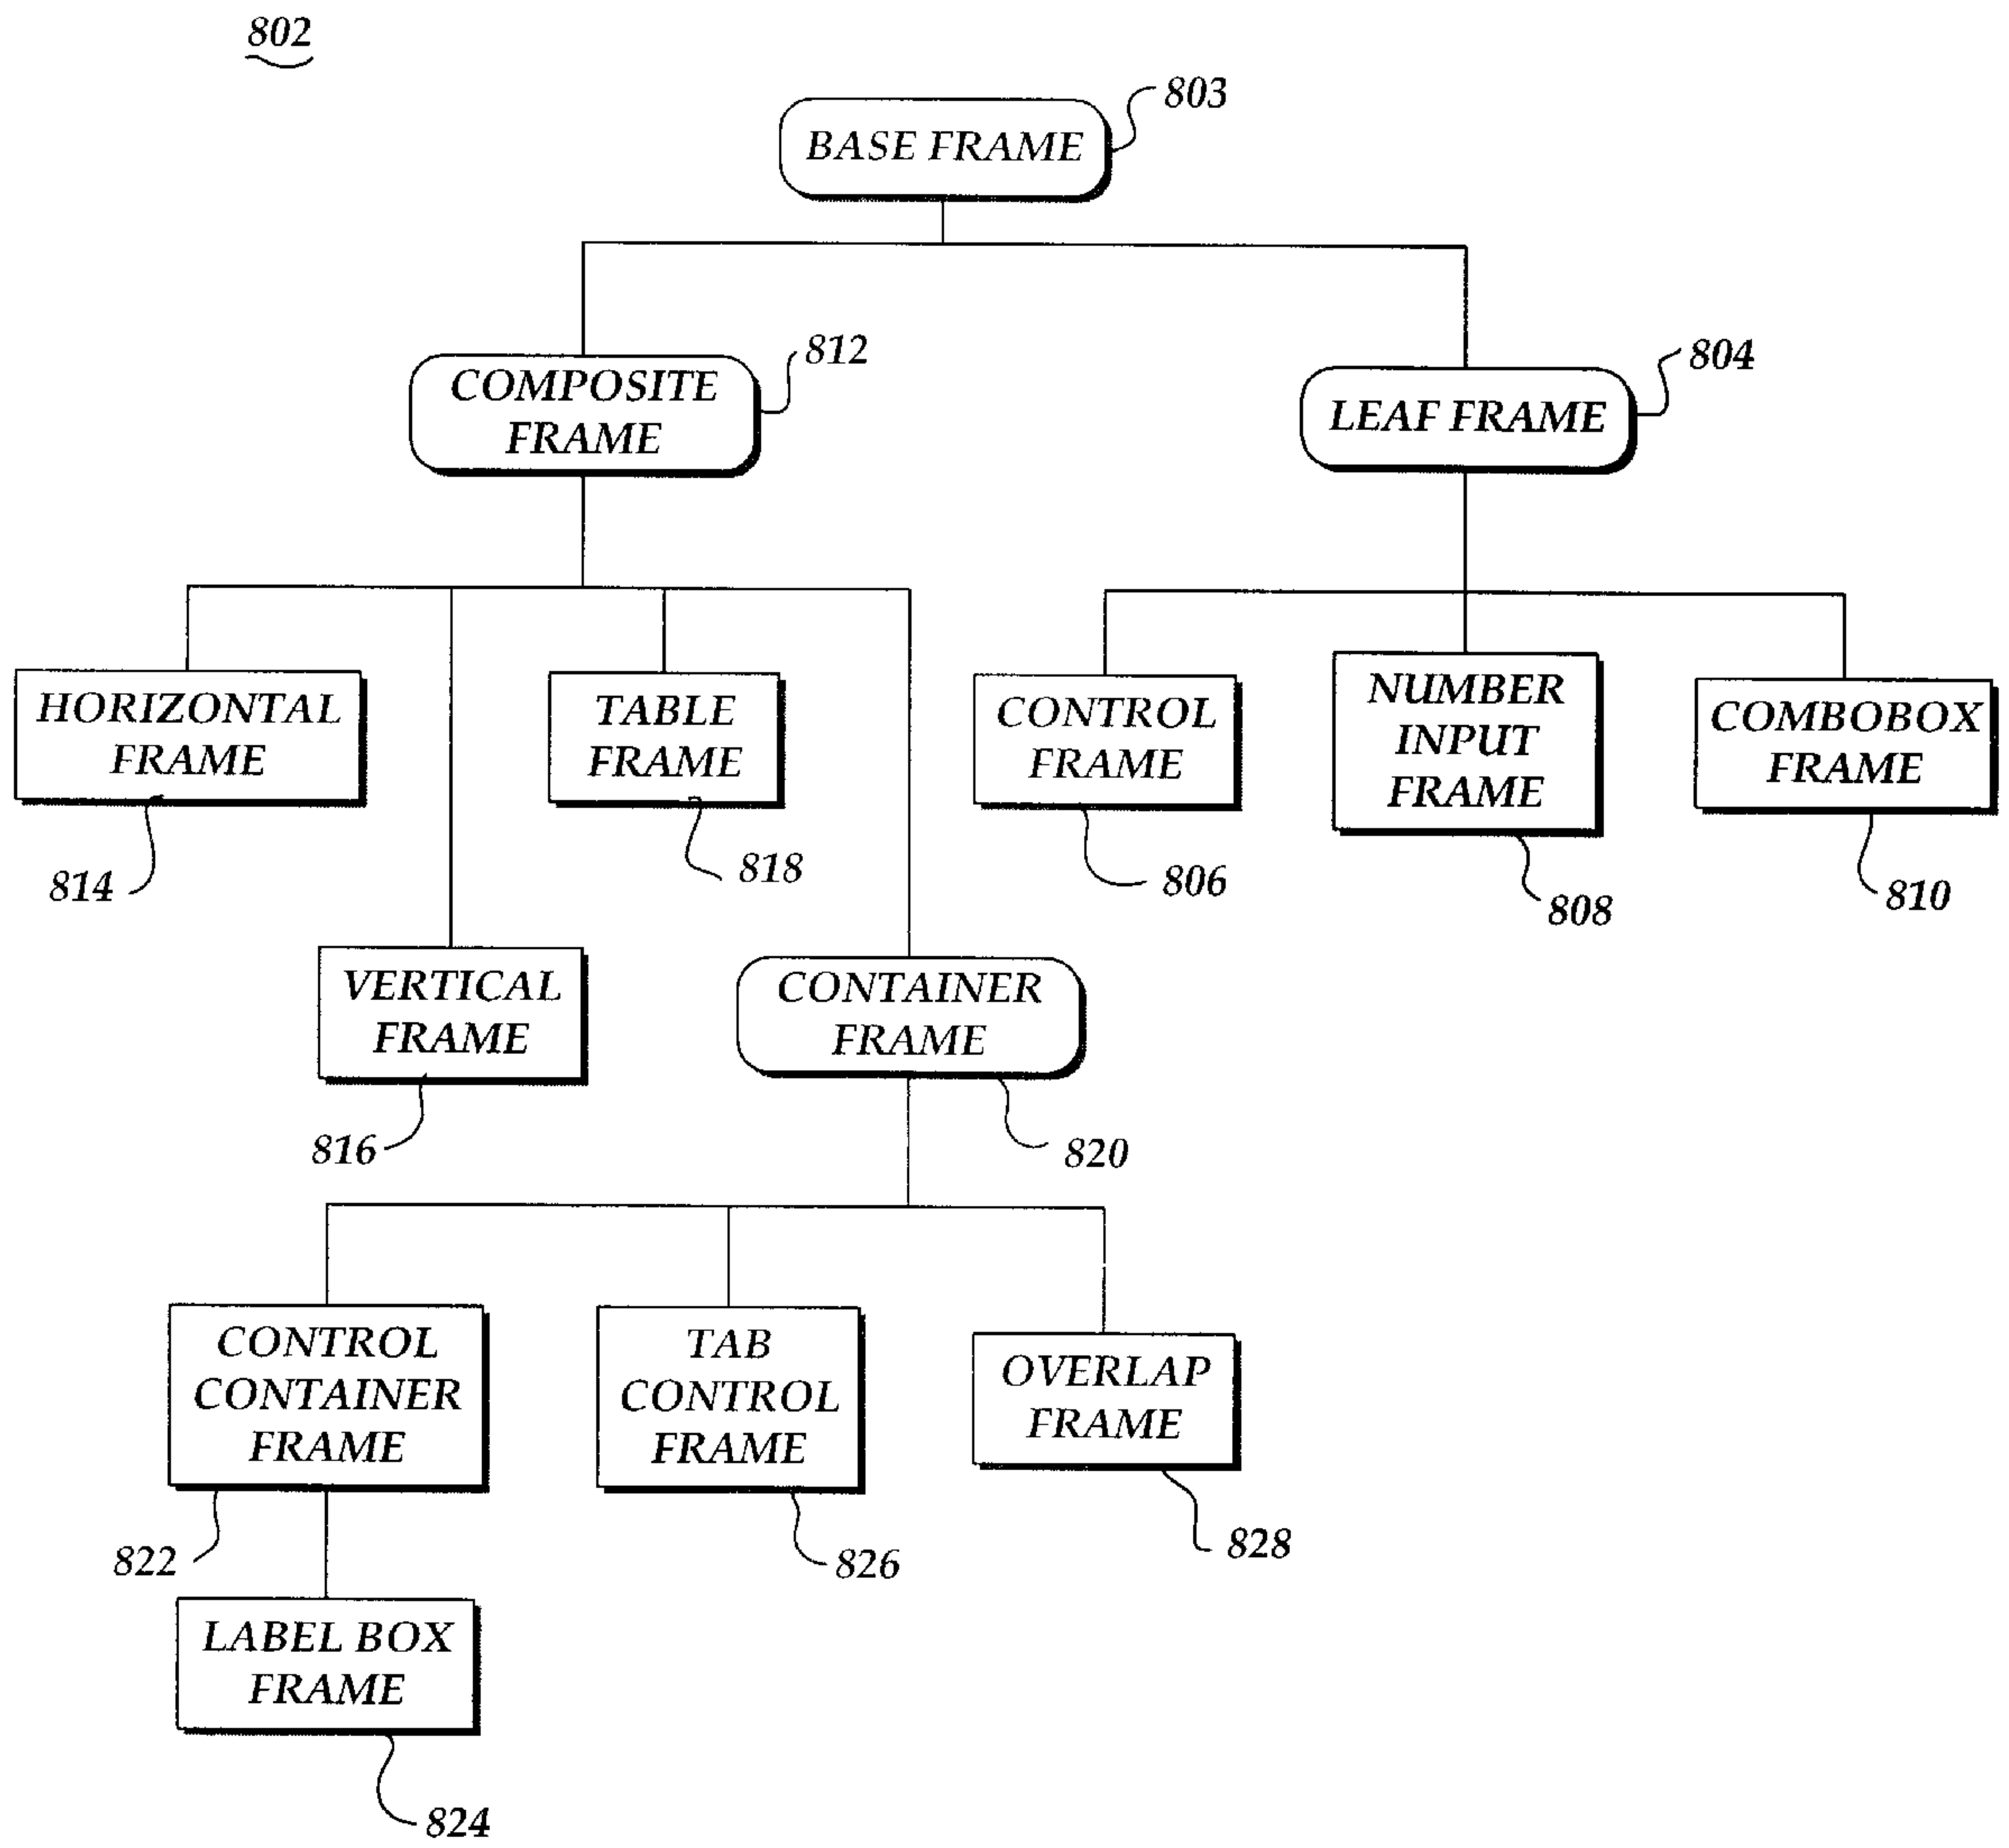 802
803
BASE FRAME
812
COMPOSITE
FRAME
804
LEAF FRAME
HORIZONTAL
FRAME
814
TABLE
FRAME
818
CONTROL
FRAME
806
NUMBER
INPUT
FRAME
808
COMBOBOX
FRAME
810
VERTICAL
FRAME
816
CONTAINER
FRAME
820
CONTROL
CONTAINER
FRAME
822
TAB
CONTROL
FRAME
826
OVERLAP
FRAME
828
LABEL BOX
FRAME
824